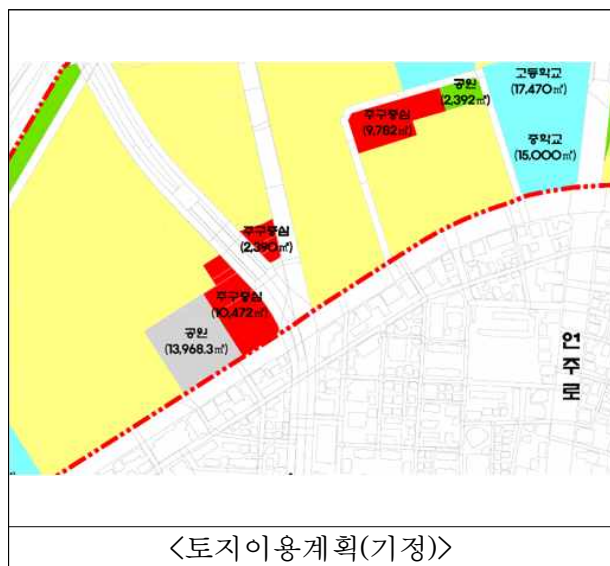 공원
(2,392㎡)
고등학교
(17,470㎡)
주구중심
(9,782㎡)
중학교
(15,000㎡)
주구중심
(2,390㎡)
주구중심
(10,472㎡)
공원
(13,968.3㎡)
언주로
<토지이용계획(기정)>